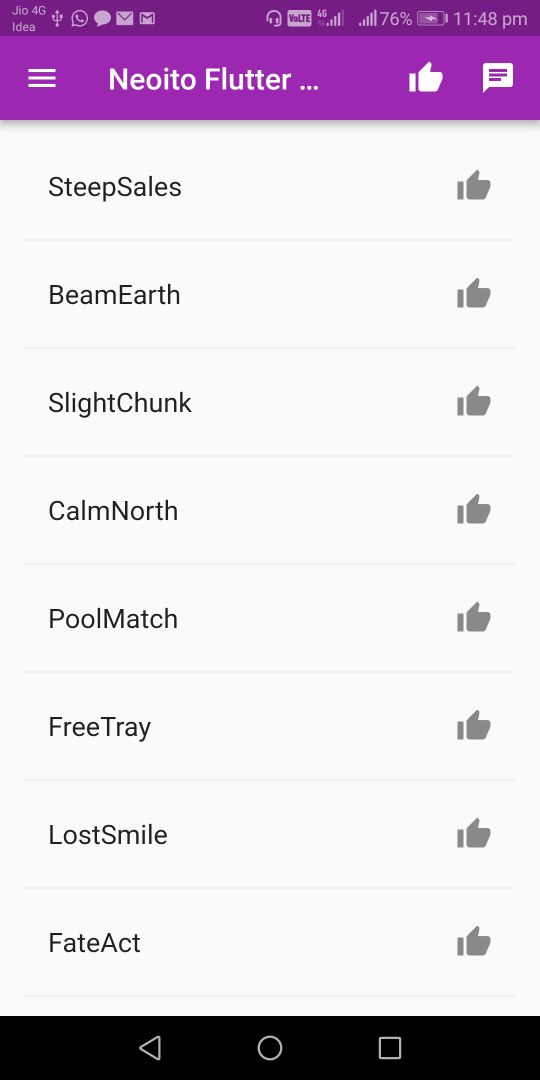 Jio 4G
Idea
VoLTE 4G 76% 11:48 pm
Neoito Flutter ...
SteepSales
BeamEarth
SlightChunk
CalmNorth
PoolMatch
FreeTray
LostSmile
FateAct